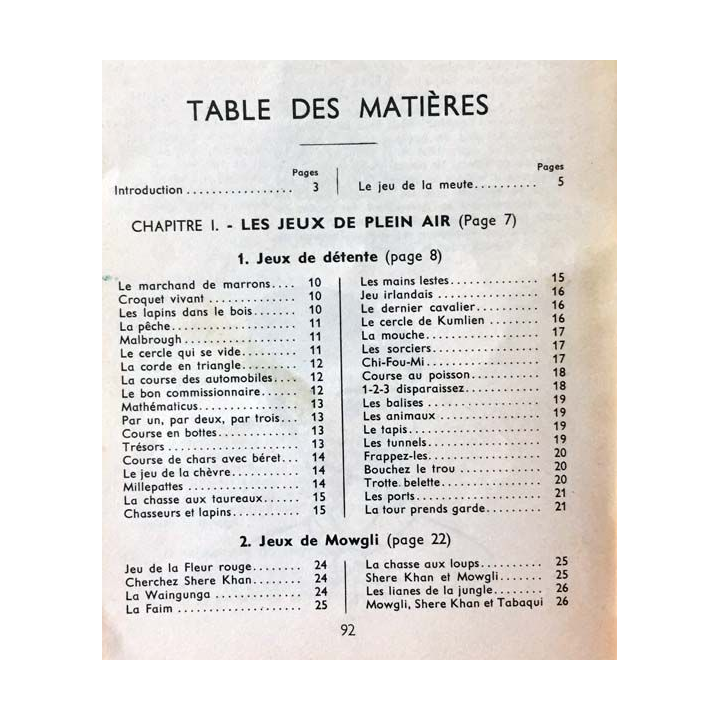 TABLE DES MATIÈRES
Pages
Introduction ................. 3
Pages
Le jeu de la meute.......... 5
CHAPITRE I. - LES JEUX DE PLEIN AIR (Page 7)
1. Jeux de détente (page 8)
Le marchand de marrons.... 10
Croquet vivant .............. 10
Les lapins dans le bois....... 10
La pêche.................... 11
Malbrough .................. 11
Le cercle qui se vide........ 11
La corde en triangle......... 12
La course des automobiles.... 12
Le bon commissionnaire...... 12
Mathématicus................ 13
Par un, par deux, par trois... 13
Course en bottes............. 13
Trésors ..................... 13
Course de chars avec béret... 14
Le jeu de la chèvre........... 14
Millepattes .................. 14
La chasse aux taureaux...... 15
Chasseurs et lapins........... 15
Les mains lestes.............. 15
Jeu irlandais ................ 16
Le dernier cavalier........... 16
Le cercle de Kumlien ........ 16
La mouche.................. 17
Les sorciers.................. 17
Chi-Fou-Mi.................. 17
Course au poisson............ 18
1-2-3 disparaissez............ 18
Les balises .................. 19
Les animaux ................ 19
Le tapis..................... 19
Les tunnels.................. 19
Frappez-les.................. 20
Bouchez le trou ............. 20
Trotte belette................ 20
Les ports.................... 21
La tour prends garde......... 21
2. Jeux de Mowgli (page 22)
Jeu de la Fleur rouge........ 24
Cherchez Shere Khan........ 24
La Waingunga .............. 24
La Faim .................... 25
La chasse aux loups.......... 25
Shere Khan et Mowgli....... 25
Les lianes de la jungle........ 26
Mowgli, Shere Khan et Tabaqui 26
92